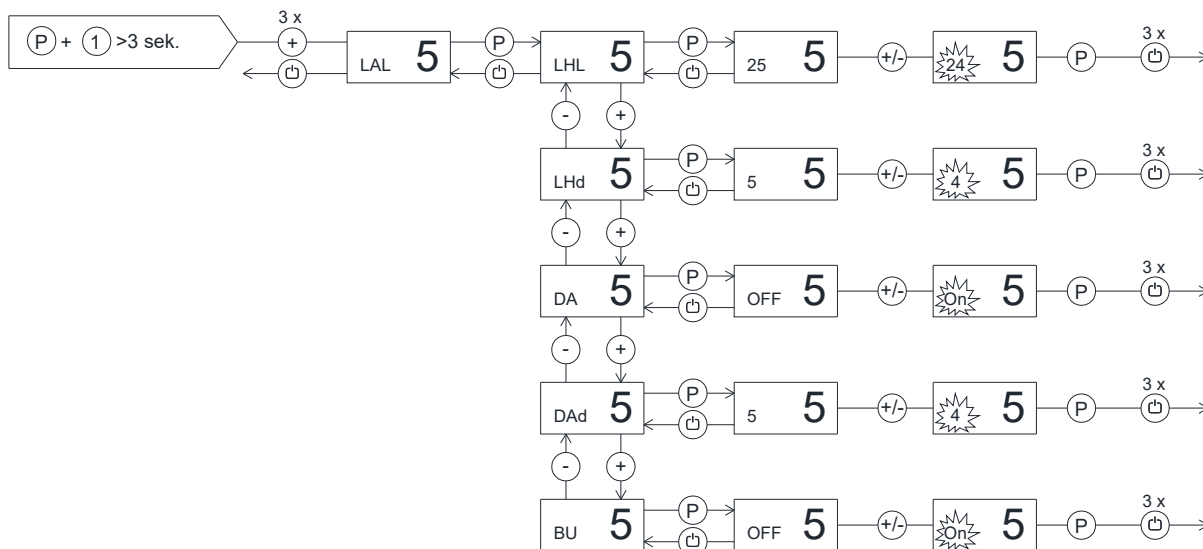 3 x 3 x
P + 1 >3 sek. + P P
LAL 5 LHL 5 25 5 +/- 24 5 P
- +
P 3 x
LHd 5 5 5 +/- 4 5 P
- +
P 3 x
DA 5 OFF 5 +/- On 5 P
- +
P 3 x
DAd 5 5 5 +/- 4 5 P
- +
P 3 x
BU 5 OFF 5 +/- On 5 P